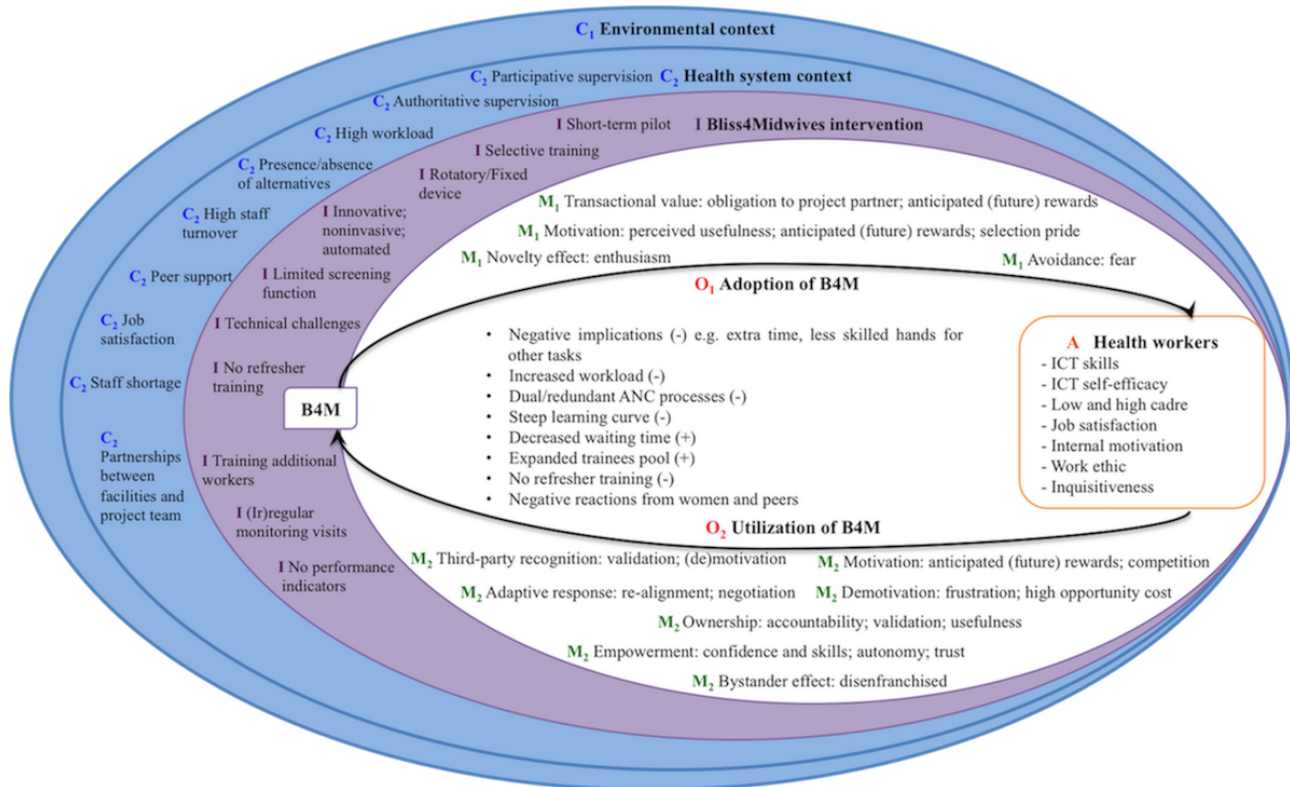 C1 Environmental context
C2 Participative supervision
C2 Health system context
C2 Authoritative supervision
C2 High workload
C2 Presence/absence
of alternatives
C2 High staff
turnover
C2 Peer support
C2 Job
satisfaction
C2 Staff shortage
C2
Partnerships
between
facilities and
project team
I Short-term pilot
I Bliss4Midwives intervention
I Selective training
I Rotatory/Fixed
device
I Innovative;
noninvasive;
automated
I Limited screening
function
I Technical challenges
I No refresher
training
I Training additional
workers
I (Ir)regular
monitoring visits
I No performance
indicators
M1 Transactional value: obligation to project partner; anticipated (future) rewards
M1 Motivation: perceived usefulness; anticipated (future) rewards; selection pride
M1 Novelty effect: enthusiasm
M1 Avoidance: fear
O1 Adoption of B4M
B4M
• Negative implications (-) e.g. extra time, less skilled hands for
other tasks
• Increased workload (-)
• Dual/redundant ANC processes (-)
• Steep learning curve (-)
• Decreased waiting time (+)
• Expanded trainees pool (+)
• No refresher training (-)
• Negative reactions from women and peers
A Health workers
- ICT skills
- ICT self-efficacy
- Low and high cadre
- Job satisfaction
- Internal motivation
- Work ethic
- Inquisitiveness
O2 Utilization of B4M
M2 Third-party recognition: validation; (de)motivation
M2 Motivation: anticipated (future) rewards; competition
M2 Adaptive response: re-alignment; negotiation
M2 Demotivation: frustration; high opportunity cost
M2 Ownership: accountability; validation; usefulness
M2 Empowerment: confidence and skills; autonomy; trust
M2 Bystander effect: disenfranchised